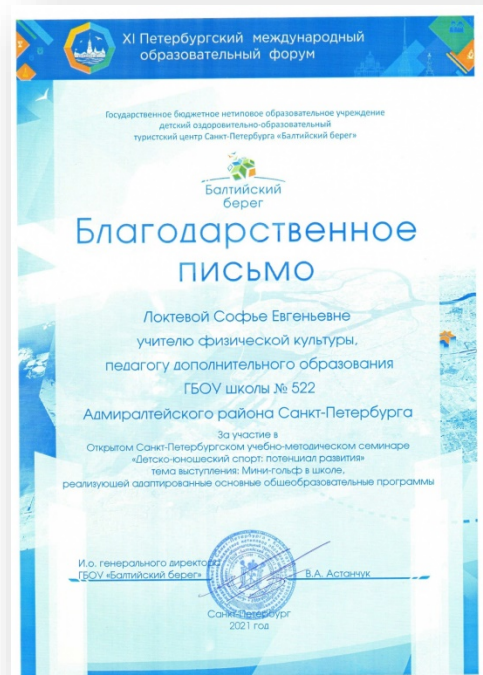 XI Петербургский международный
образовательный форум
Государственное бюджетное нетиповое образовательное учреждение
детский оздоровительно-образовательный
туристский центр Санкт-Петербурга «Балтийский берег»
Балтийский
берег
Благодарственное
письмо
Локтевой Софье Евгеньевне
учителю физической культуры,
педагогу дополнительного образования
ГБОУ школы № 522
Адмиралтейского района Санкт-Петербурга
За участие в
Открытом Санкт-Петербургском учебно-методическом семинаре
«Детско-юношеский спорт: потенциал развития»
тема выступления: Мини-гольф в школе,
реализующей адаптированные основные общеобразовательные программы
И.о. генерального директора
ГБОУ «Балтийский берег»
В.А. Астанчук
Санкт-Петербург
2021 год